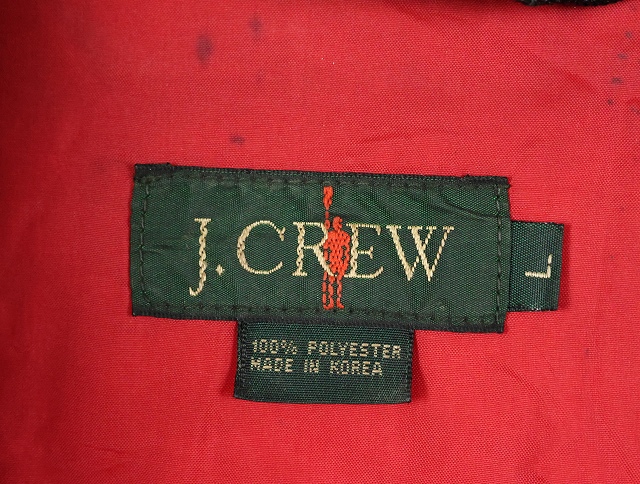 J.CREW
L
100% POLYESTER
MADE IN KOREA